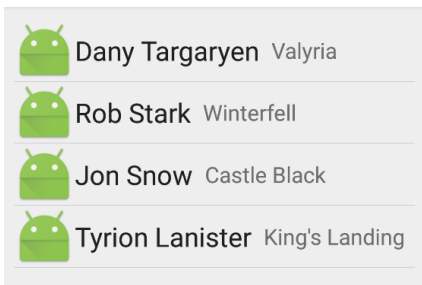 Dany Targaryen Valyria
Rob Stark Winterfell
Jon Snow Castle Black
Tyrion Lanister King's Landing